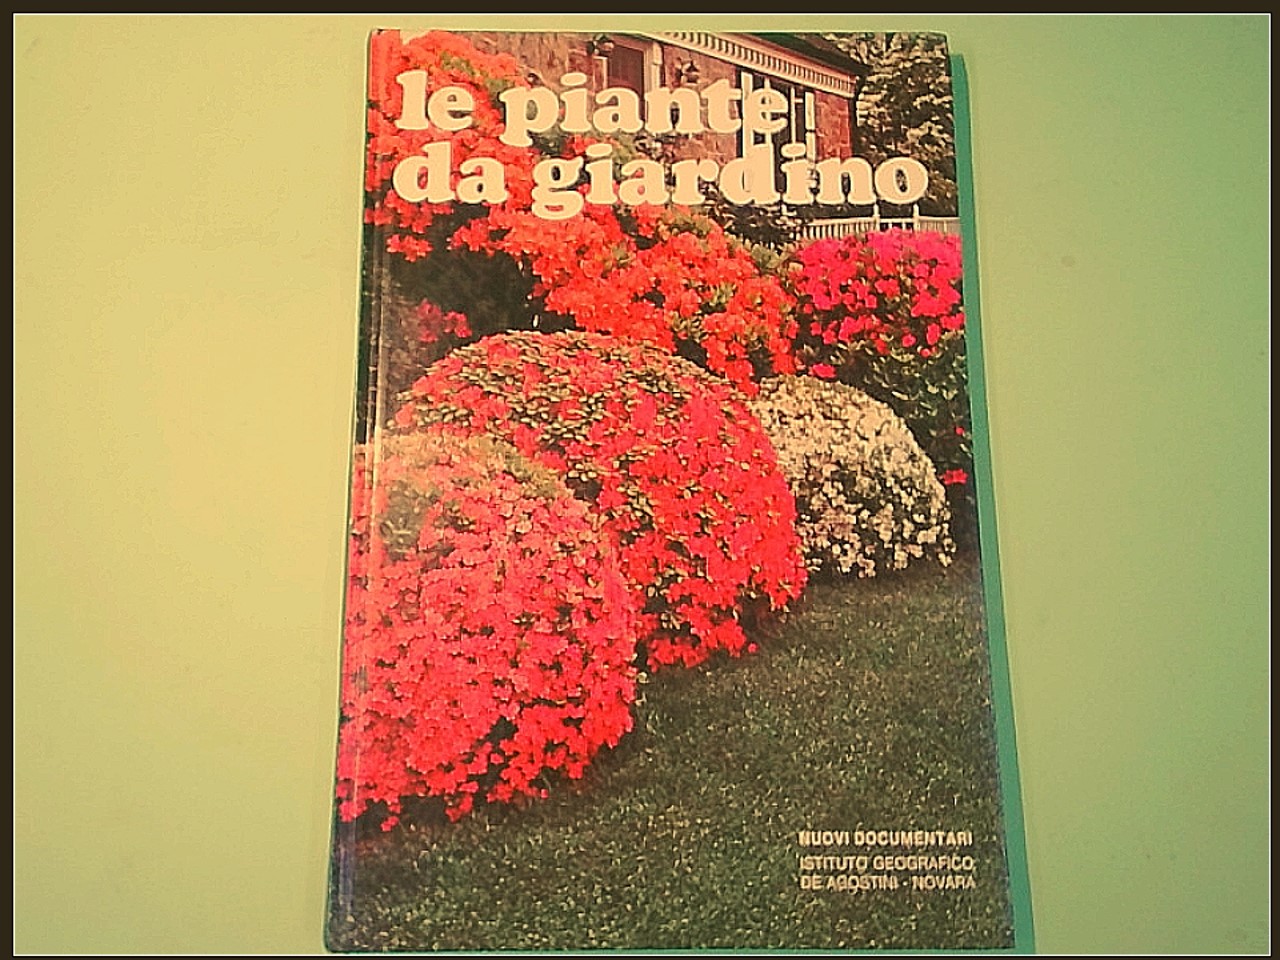 le piante
da giardino
NUOVI DOCUMENTARI
ISTITUTO GEOGRAFICO
DE AGOSTINI - NOVARA